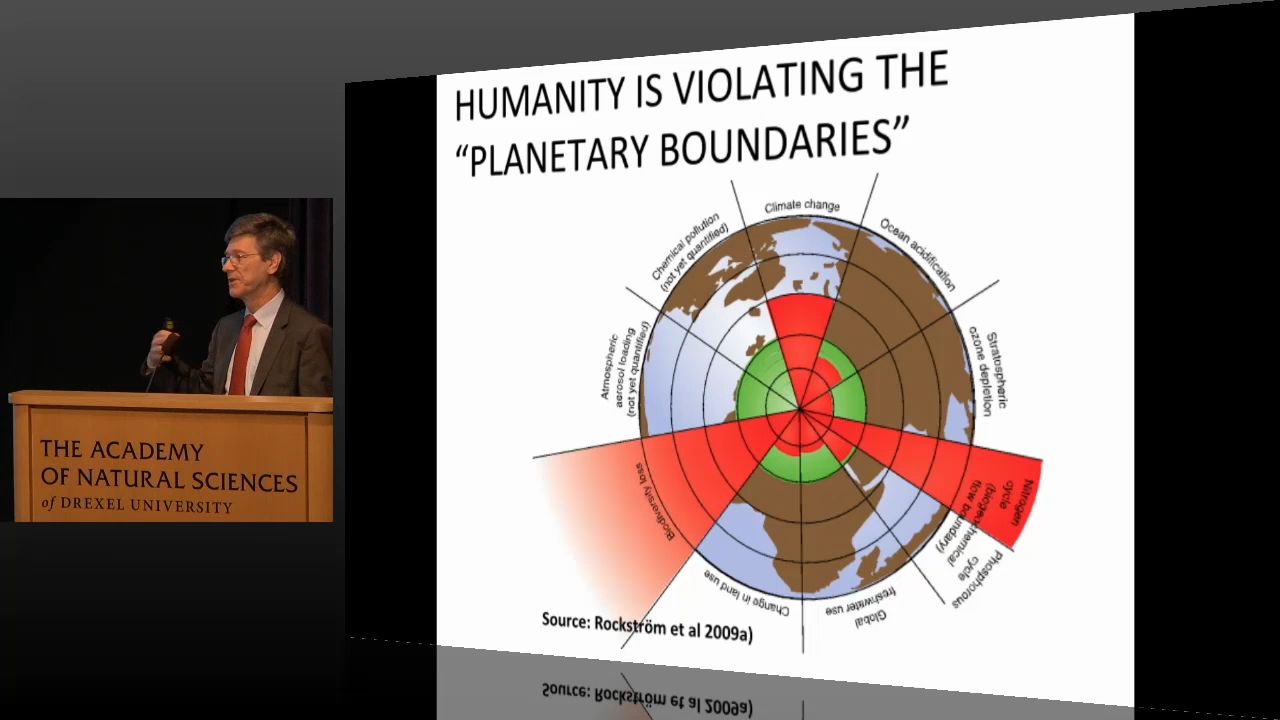 HUMANITY IS VIOLATING THE
“PLANETARY BOUNDARIES”
Climate change
Ocean acidification
Stratospheric
ozone depletion
Nitrogen
cycle
(biogeochemical
flow boundary)
Phosphorous
cycle
Global
freshwater use
Change in land use
Biodiversity loss
Atmospheric
aerosol loading
(not yet quantified)
Chemical pollution
(not yet quantified)
Source: Rockström et al 2009a)
THE ACADEMY
OF NATURAL SCIENCES
of DREXEL UNIVERSITY
Source: Rockström et al 2009a)